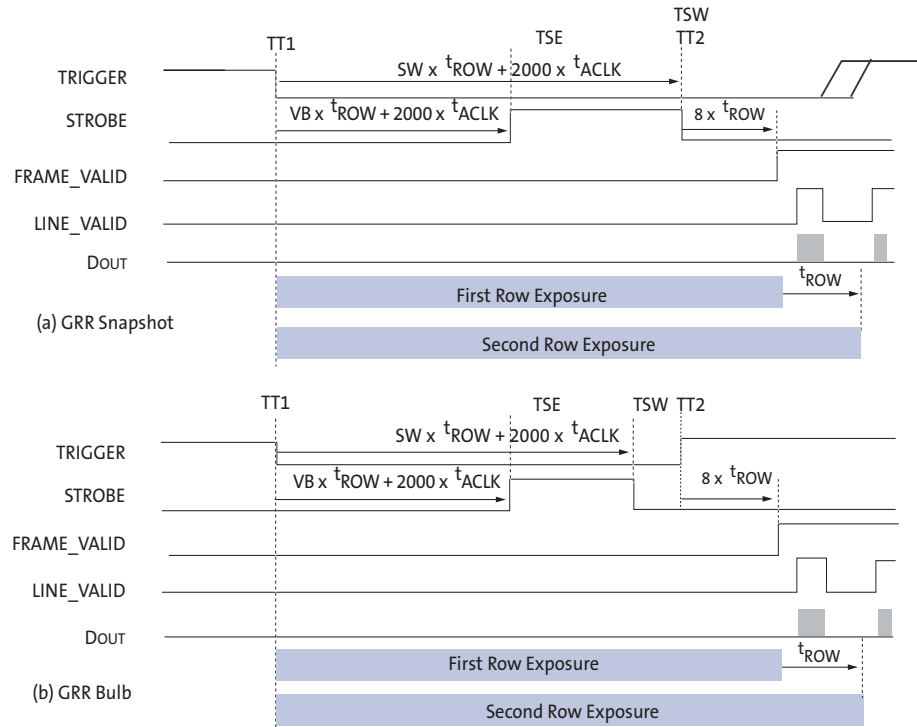 TSW
TT1 TSE TT2
SW x tROW + 2000 x tACLK
TRIGGER
VB x tROW + 2000 x tACLK 8 x tROW
STROBE
FRAME_VALID
LINE_VALID
DOUT
tROW
First Row Exposure
(a) GRR Snapshot
Second Row Exposure
TT1 TSE TSW TT2
SW x tROW + 2000 x tACLK
TRIGGER
VB x tROW + 2000 x tACLK 8 x tROW
STROBE
FRAME_VALID
LINE_VALID
DOUT
tROW
First Row Exposure
(b) GRR Bulb
Second Row Exposure